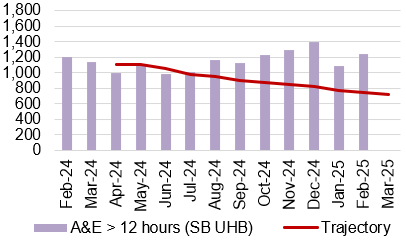 1,800
1,600
1,400
1,200
1,000
800
600
400
200
0
Feb-24
Mar-24
Apr-24
May-24
Jun-24
Jul-24
Aug-24
Sep-24
Oct-24
Nov-24
Dec-24
Jan-25
Feb-25
Mar-25
A&E > 12 hours (SB UHB)
Trajectory